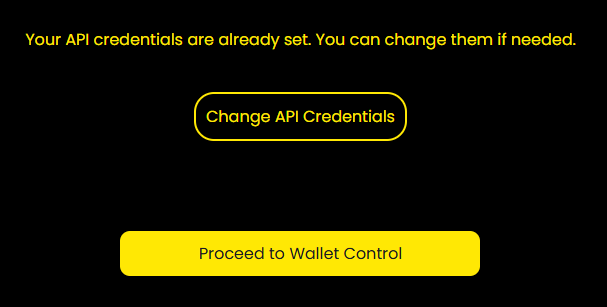 Your API credentials are already set. You can change them if needed.
Change API Credentials
Proceed to Wallet Control